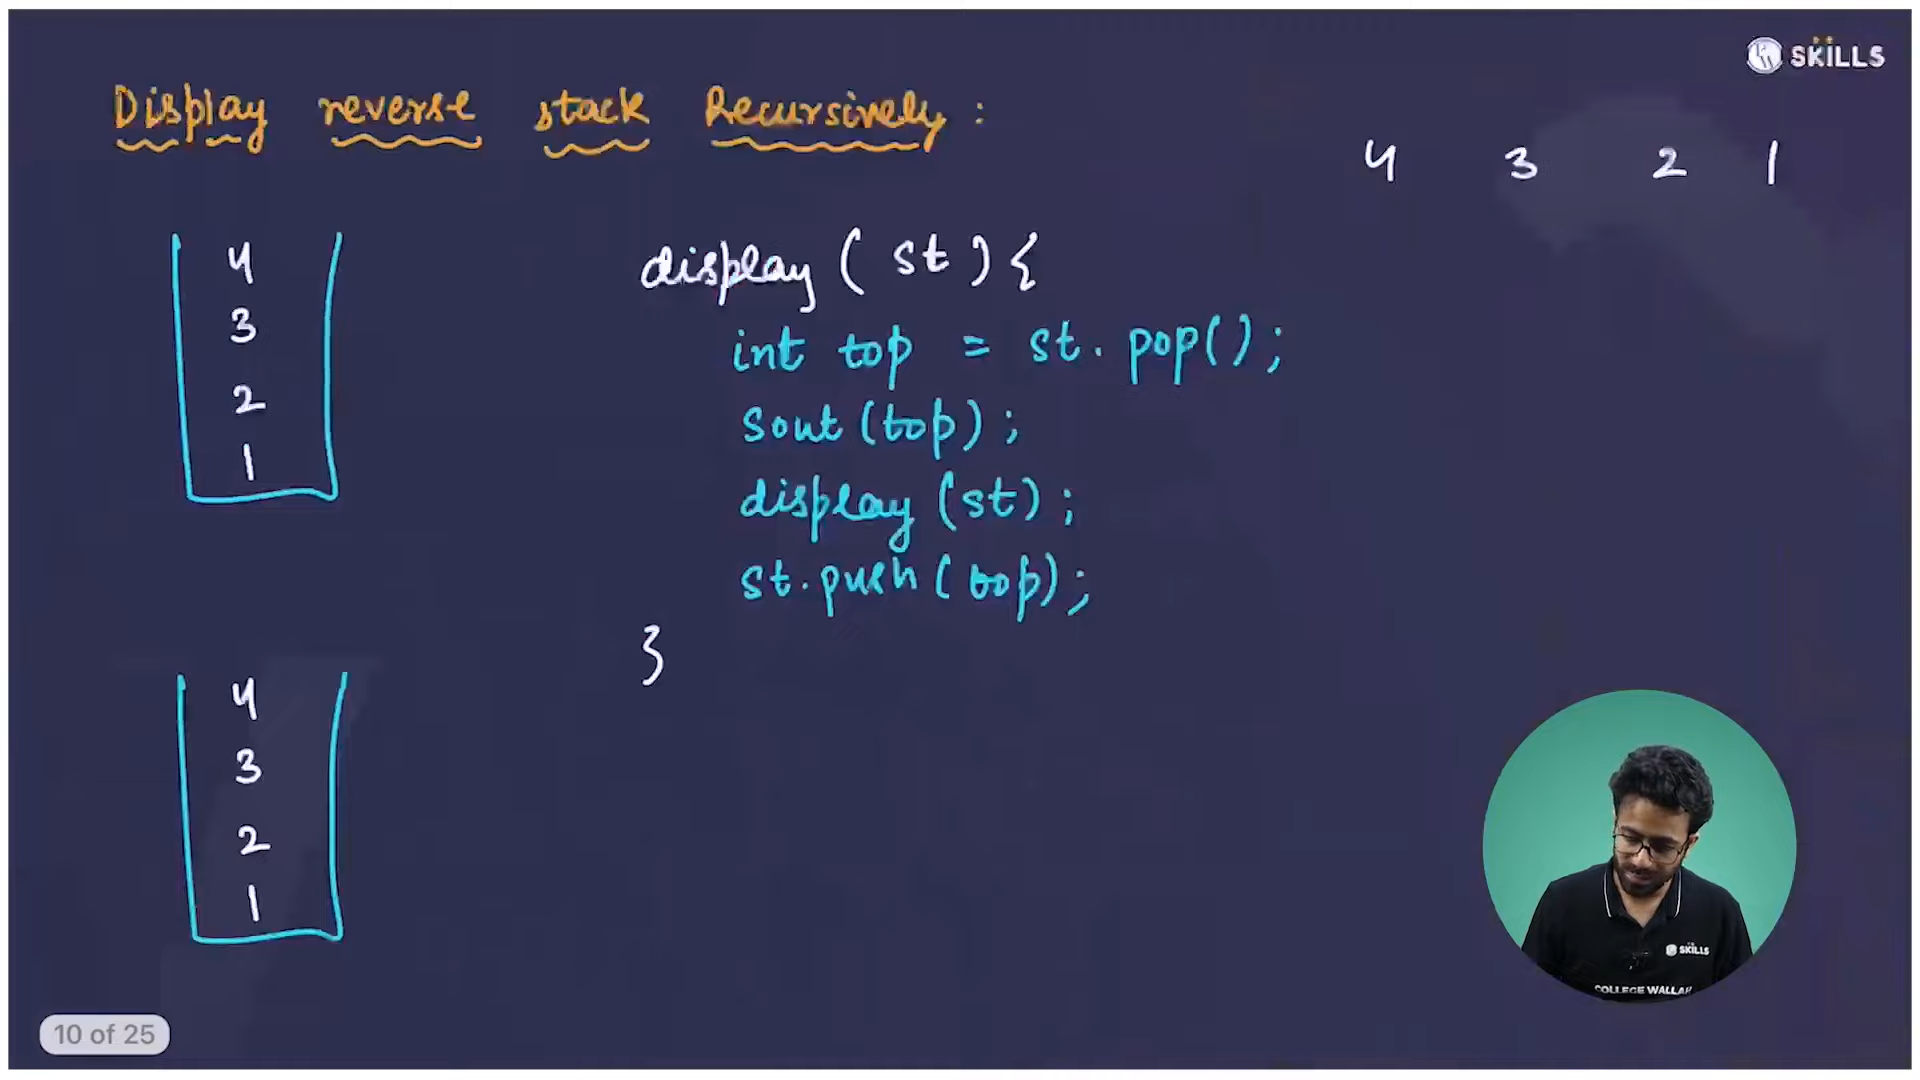 SKILLS
Display reverse stack Recursively :
4 3 2 1
4
3
2
1
display ( st ) {
int top = st. pop() ;
Sout (top) ;
display (st) ;
st.push ( top) ;
}
4
3
2
1
SKILLS
COLLEGE WALLAH
10 of 25